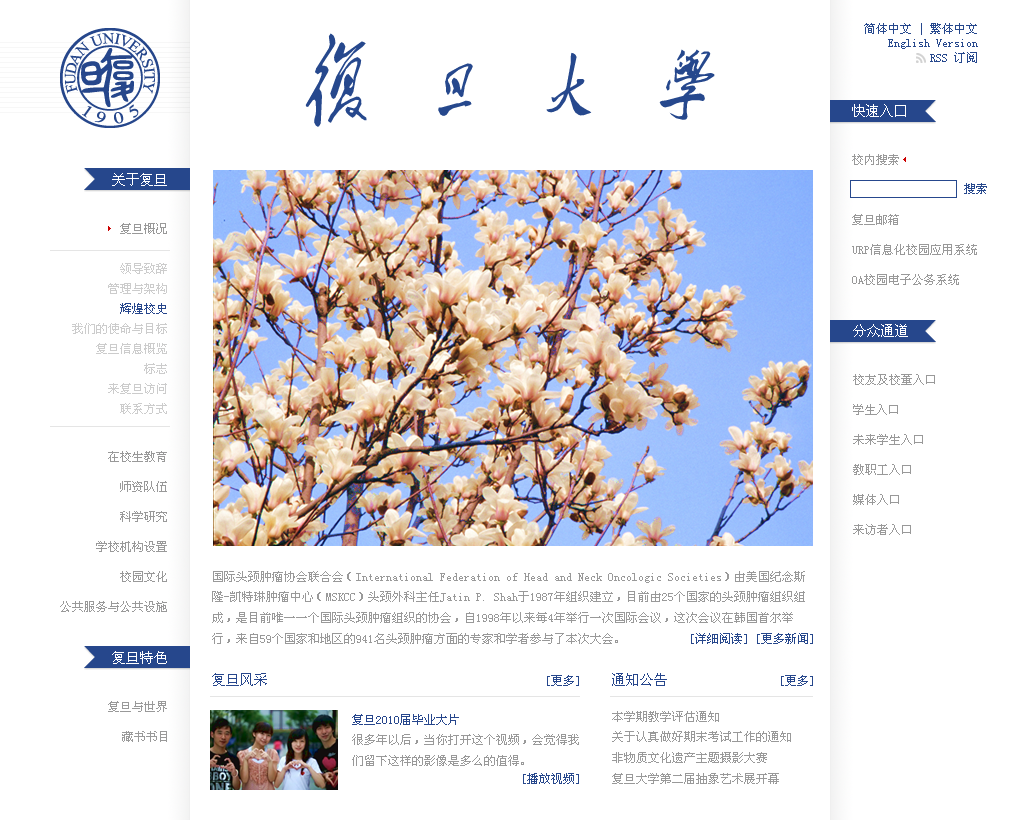 FUDAN UNIVERSITY
復旦
1905
復旦大學
简体中文 | 繁体中文
English Version
RSS 订阅
关于复旦
复旦概况
领导致辞
管理与架构
辉煌校史
我们的使命与目标
复旦信息概览
标志
来复旦访问
联系方式
在校生教育
师资队伍
科学研究
学校机构设置
校园文化
公共服务与公共设施
复旦特色
复旦与世界
藏书书目
国际头颈肿瘤协会联合会(International Federation of Head and Neck Oncologic Societies)由美国纪念斯
隆-凯特琳肿瘤中心(MSKCC)头颈外科主任Jatin P. Shah于1987年组织建立,目前由25个国家的头颈肿瘤组织组
成,是目前唯一一个国际头颈肿瘤组织的协会,自1998年以来每4年举行一次国际会议,这次会议在韩国首尔举
行,来自59个国家和地区的941名头颈肿瘤方面的专家和学者参与了本次大会。 [详细阅读] [更多新闻]
复旦风采 [更多]
复旦2010届毕业大片
很多年以后,当你打开这个视频,会觉得我
们留下这样的影像是多么的值得。
[播放视频]
通知公告 [更多]
本学期教学评估通知
关于认真做好期末考试工作的通知
非物质文化遗产主题摄影大赛
复旦大学第二届抽象艺术展开幕
快速入口
校内搜索
搜索
复旦邮箱
URP信息化校园应用系统
OA校园电子公务系统
分众通道
校友及校董入口
学生入口
未来学生入口
教职工入口
媒体入口
来访者入口